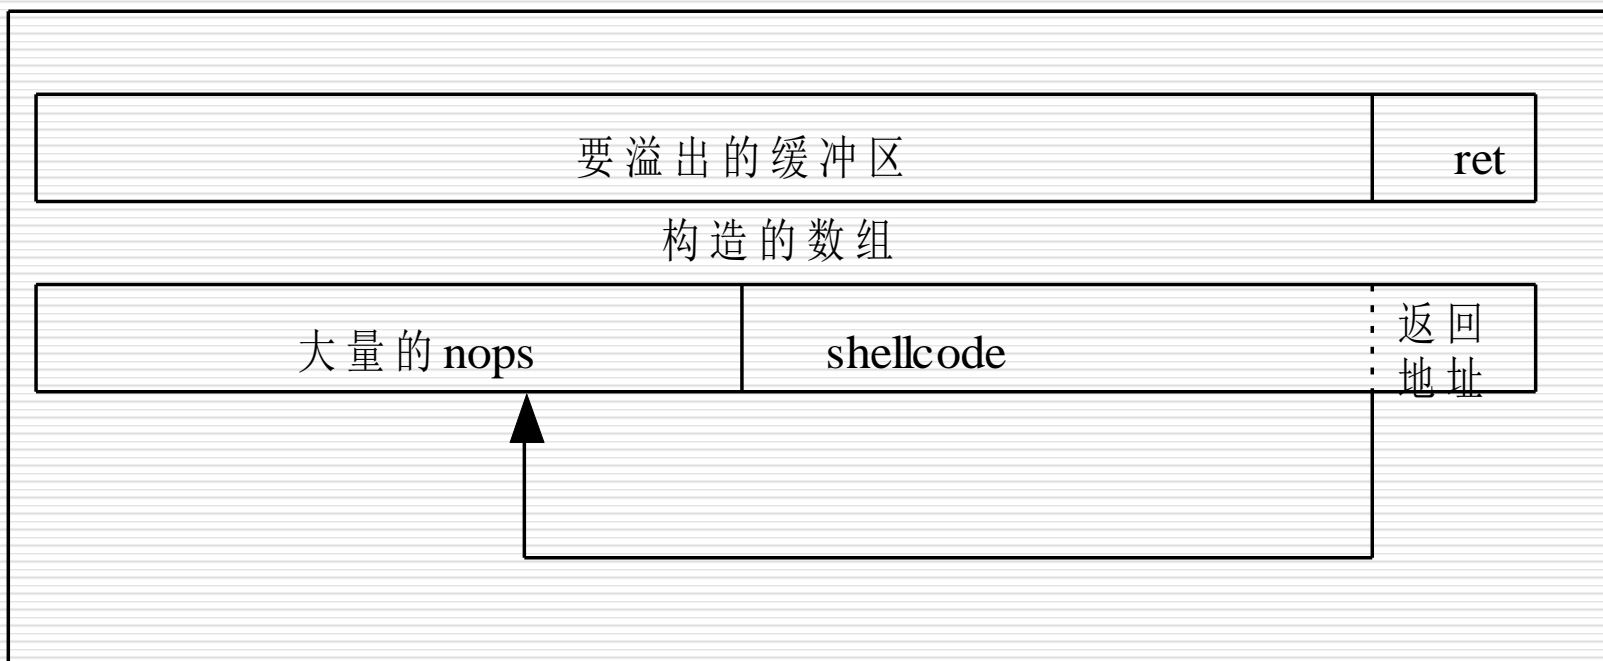 要溢出的缓冲区 ret
构造的数组
大量的nops shellcode 返回
地址